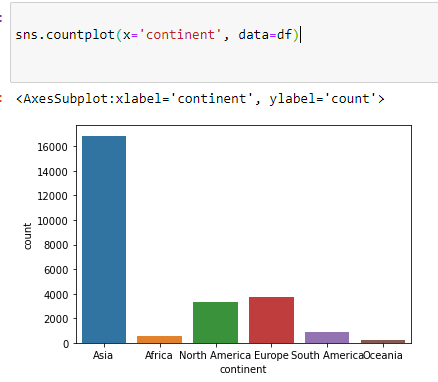 sns.countplot(x='continent', data=df)
<AxesSubplot:xlabel='continent', ylabel='count'>
16000
14000
12000
10000
8000
6000
4000
2000
0
count
Asia Africa North America Europe South America Oceania
continent